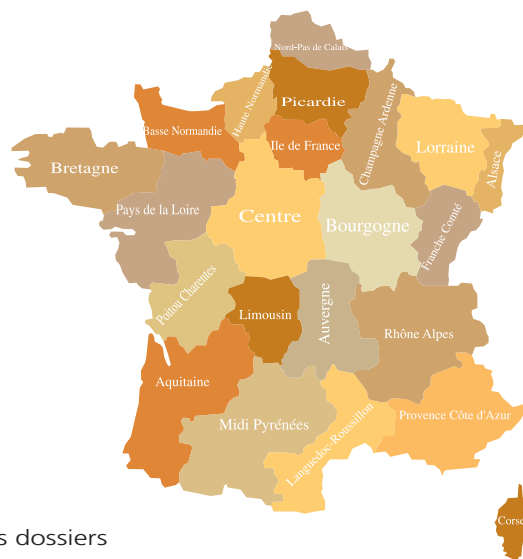 Nord-Pas de Calais
Picardie
Haute Normandie
Basse Normandie
Ile de France
Champagne Ardenne
Lorraine
Alsace
Bretagne
Pays de la Loire
Centre
Bourgogne
Franche Comté
Poitou Charentes
Limousin
Auvergne
Rhône Alpes
Aquitaine
Midi Pyrénées
Languedoc-Roussillon
Provence Côte d'Azur
Corse
s dossiers